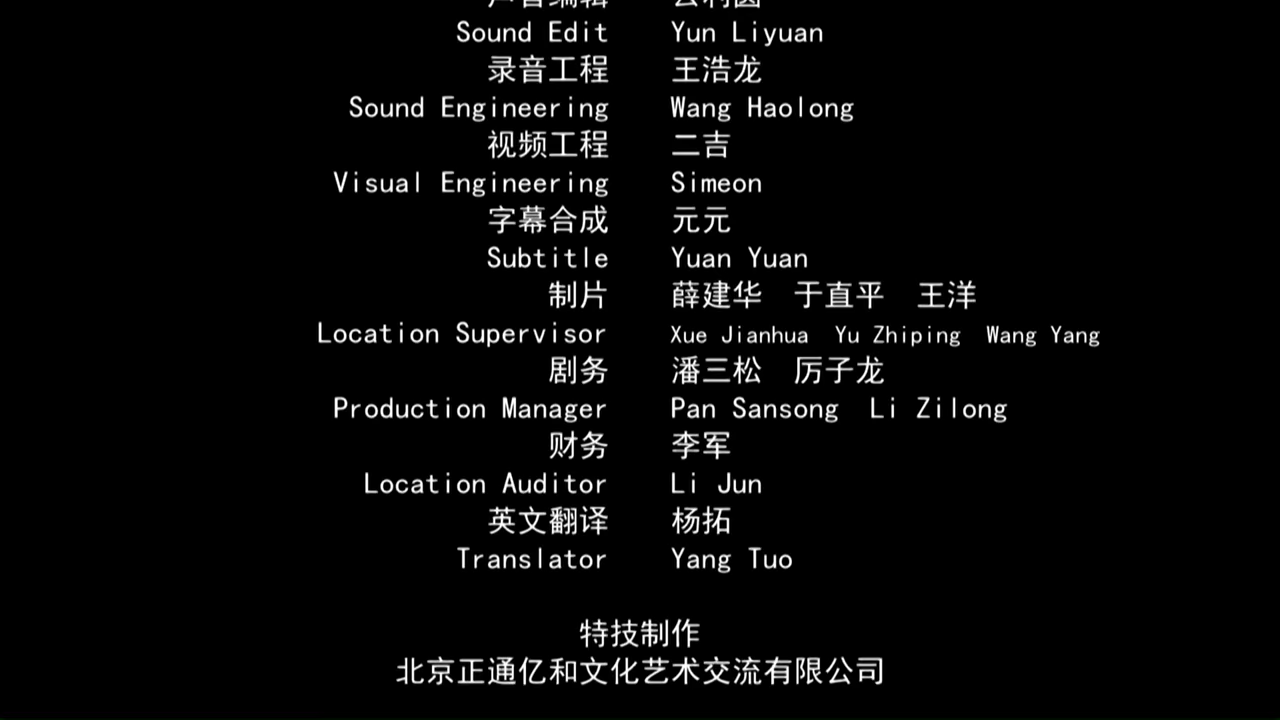 Sound Edit    Yun Liyuan
录音工程    王浩龙
Sound Engineering    Wang Haolong
视频工程    二吉
Visual Engineering    Simeon
字幕合成    元元
Subtitle    Yuan Yuan
制片    薛建华　于直平　王洋
Location Supervisor    Xue Jianhua  Yu Zhiping  Wang Yang
剧务    潘三松　厉子龙
Production Manager    Pan Sansong  Li Zilong
财务    李军
Location Auditor    Li Jun
英文翻译    杨拓
Translator    Yang Tuo
特技制作
北京正通亿和文化艺术交流有限公司